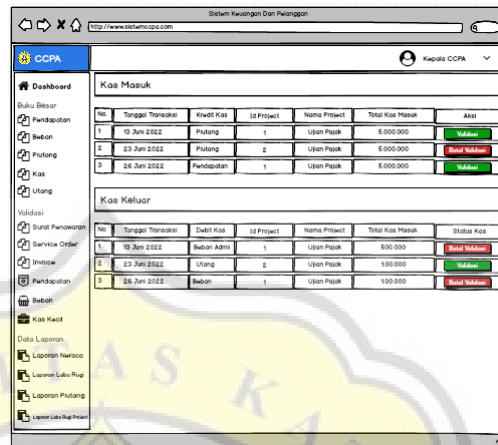 Sistem Keuangan Dan Pelanggan
http://www.sistemccpa.com
CCPA
Kepala CCPA
Dashboard
Buku Besar
Pendapatan
Beban
Piutang
Kas
Utang
Validasi
Surat Penawaran
Service Order
Invoice
Pendapatan
Beban
Kas Kecil
Data Laporan
Laporan Neraca
Laporan Laba Rugi
Laporan Piutang
Laporan Laba Rugi Project
Kas Masuk
No. Tanggal Transaksi Kredit Kas Id Project Nama Project Total Kas Masuk Aksi
1 13 Juni 2022 Piutang 1 Ujian Pajak 5.000.000 Validasi
2 23 Juni 2022 Piutang 2 Ujian Pajak 5.000.000 Batal Validasi
3 26 Juni 2022 Pendapatan 1 Ujian Pajak 5.000.000 Validasi
Kas Keluar
No. Tanggal Transaksi Debit Kas Id Project Nama Project Total Kas Masuk Status Kas
1 13 Juni 2022 Beban Admi 1 Ujian Pajak 500.000 Batal Validasi
2 23 Juni 2022 Utang 2 Ujian Pajak 100.000 Validasi
3 26 Juni 2022 Beban 1 Ujian Pajak 100.000 Batal Validasi